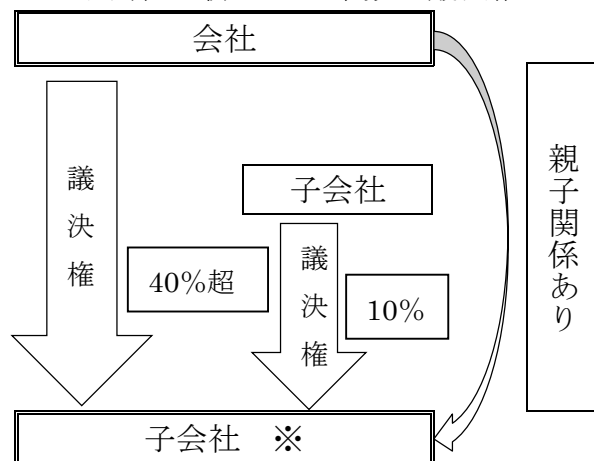 会社
議決権
子会社
40%超
議決権
10%
親子関係あり
子会社 ※